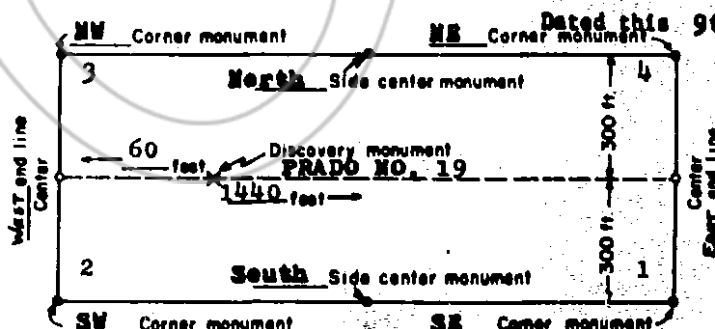 Dated this 9
NW Corner monument NE Corner monument
3 North Side center monument 4
300 ft.
60 feet Discovery monument
PRADO NO. 19
1440 feet
WEST end line
Center
Center
EAST end line
300 ft.
2 South Side center monument 1
SW Corner monument SE Corner monument